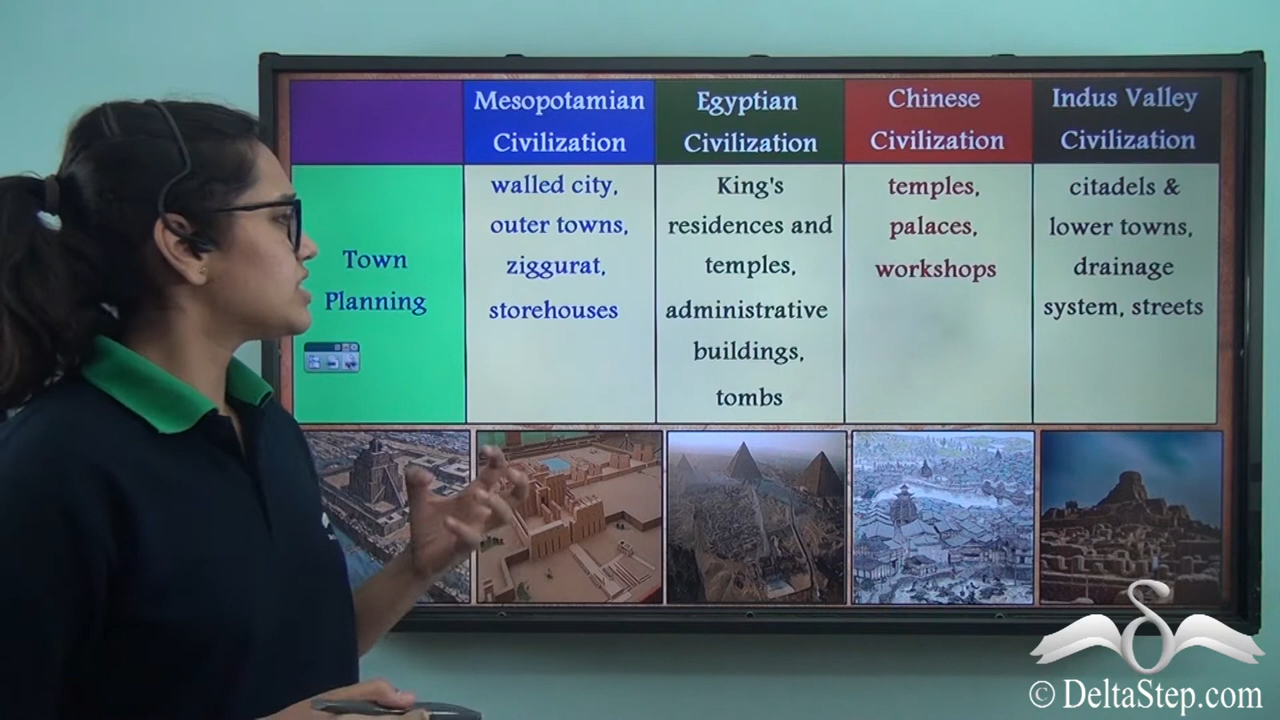 Mesopotamian
Civilization
Egyptian
Civilization
Chinese
Civilization
Indus Valley
Civilization
Town
Planning
walled city,
outer towns,
ziggurat,
storehouses
King's
residences and
temples,
administrative
buildings,
tombs
temples,
palaces,
workshops
citadels &
lower towns,
drainage
system, streets
© DeltaStep.com